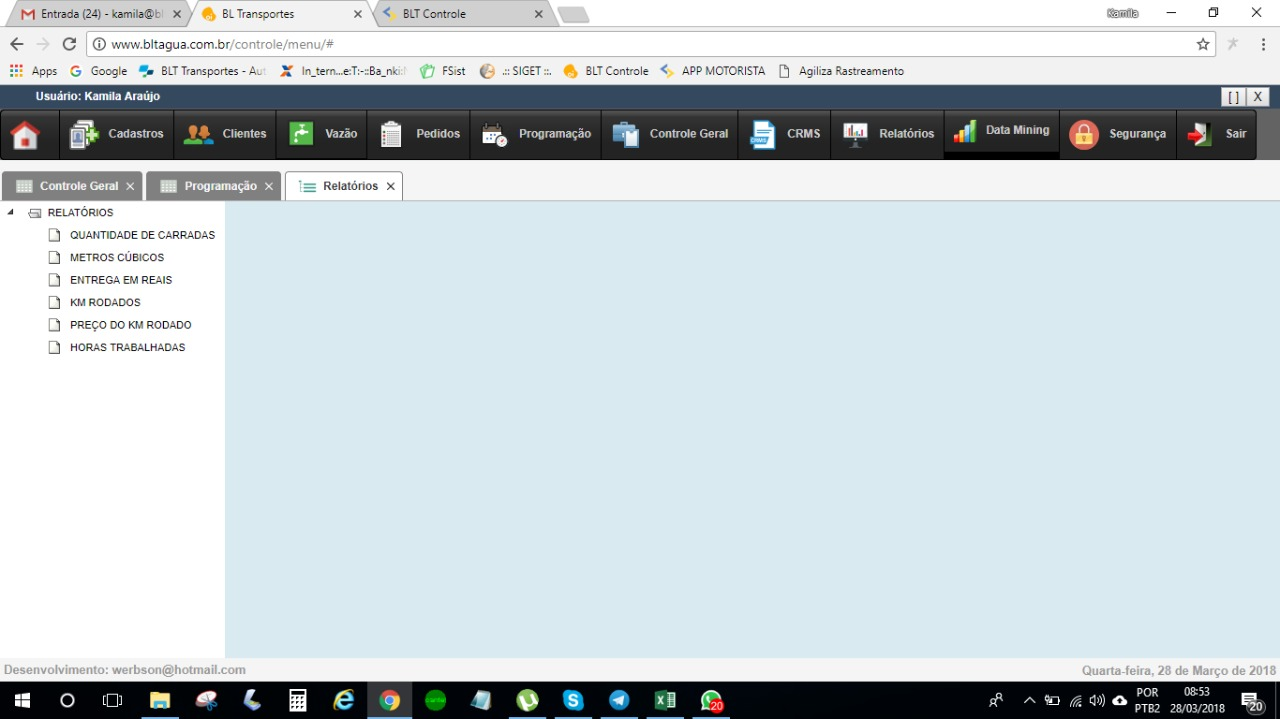 Entrada (24) - kamila@bl
BL Transportes
BLT Controle
Kamila
www.bltagua.com.br/controle/menu/#
Apps
Google
BLT Transportes - Aut
In_tern...e:T:-::Ba_nki:
FSist
.:: SIGET ::.
BLT Controle
APP MOTORISTA
Agiliza Rastreamento
Usuário: Kamila Araújo
[ ] X
Cadastros
Clientes
Vazão
Pedidos
Programação
Controle Geral
CRMS
Relatórios
Data Mining
Segurança
Sair
Controle Geral
Programação
Relatórios
RELATÓRIOS
QUANTIDADE DE CARRADAS
METROS CÚBICOS
ENTREGA EM REAIS
KM RODADOS
PREÇO DO KM RODADO
HORAS TRABALHADAS
Desenvolvimento: werbson@hotmail.com
Quarta-feira, 28 de Março de 2018
20
POR
PTB2
08:53
28/03/2018
20